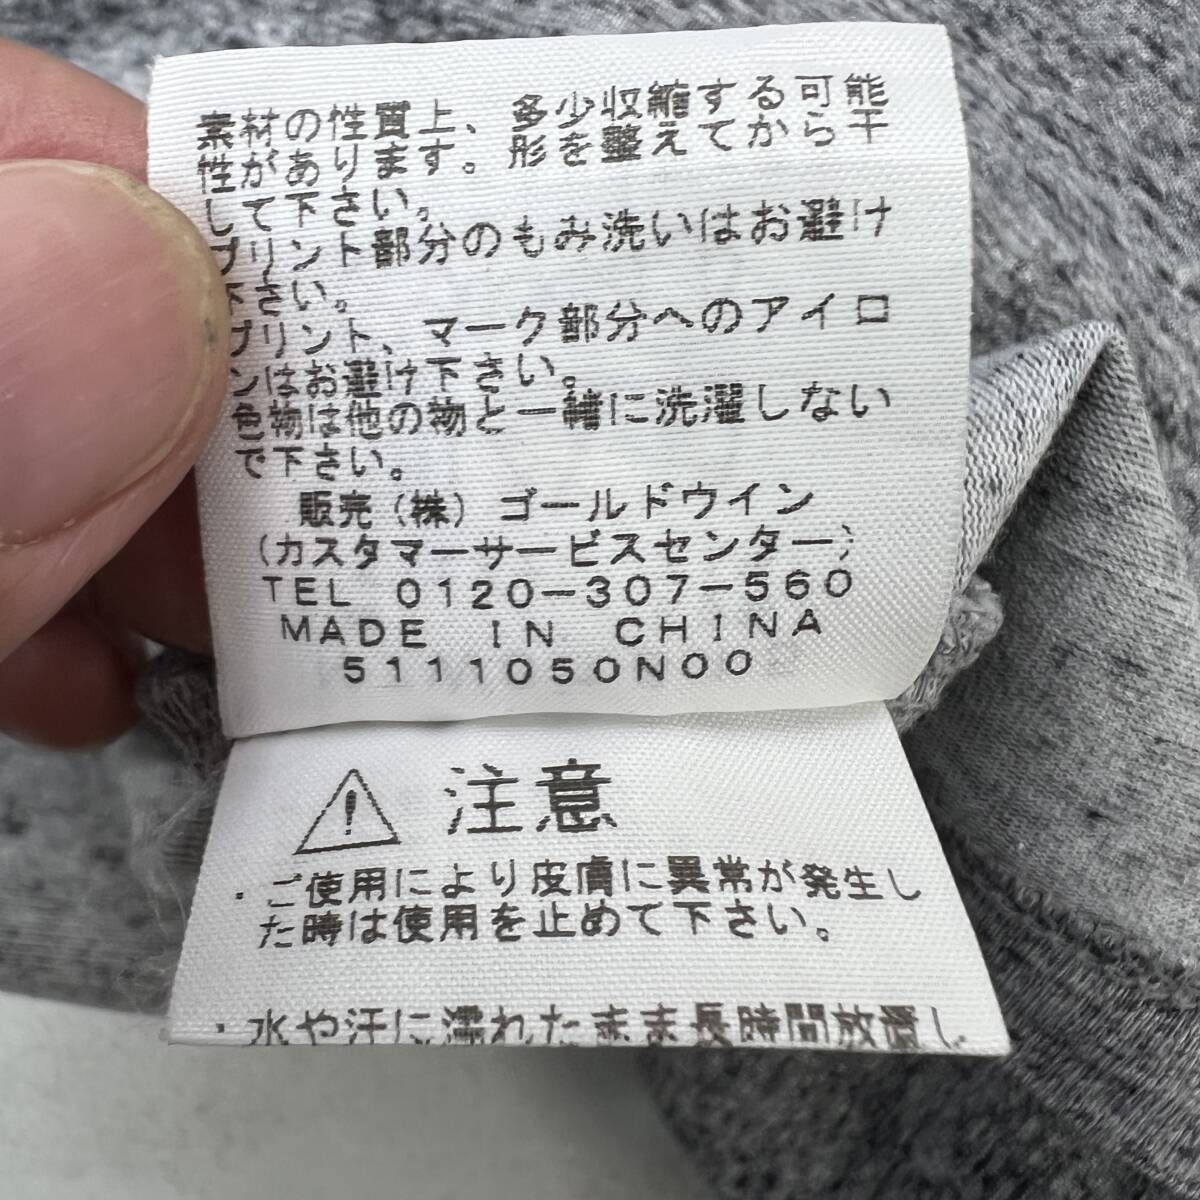 素材の性質上、多少収縮する可能
性があります。形を整えてから干
して下さい。
プリント部分のもみ洗いはお避け
下さい。
プリント、マーク部分へのアイロ
ンはお避け下さい。
色物は他の物と一緒に洗濯しない
で下さい。
販売(株)ゴールドウイン
(カスタマーサービスセンター)
TEL 0120-307-560
MADE IN CHINA
5111050N00
注意
・ご使用により皮膚に異常が発生し
た時は使用を止めて下さい。
・水や汗に濡れたまま長時間放置し